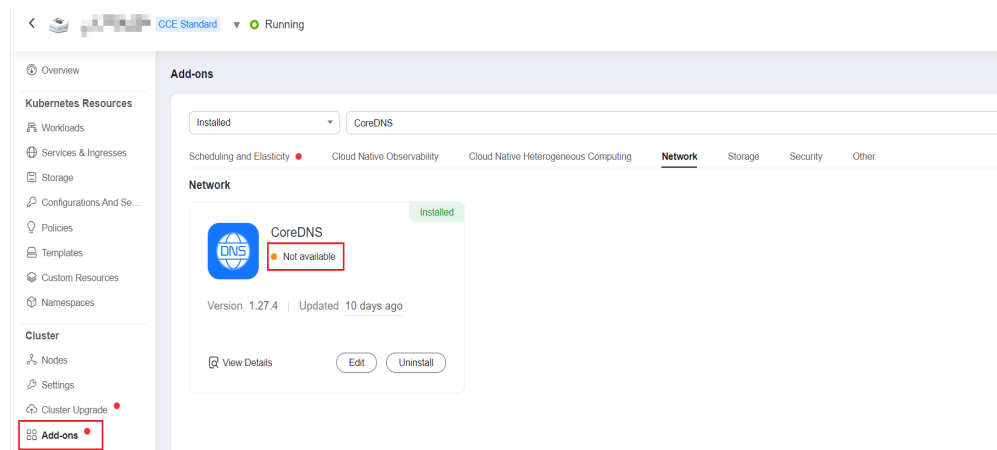 CCE Standard ▼ Running
Overview
Kubernetes Resources
Workloads
Services & Ingresses
Storage
Configurations And Se...
Policies
Templates
Custom Resources
Namespaces
Cluster
Nodes
Settings
Cluster Upgrade
Add-ons
Add-ons
Installed CoreDNS
Scheduling and Elasticity Cloud Native Observability Cloud Native Heterogeneous Computing Network Storage Security Other
Network
Installed
CoreDNS
DNS
Not available
Version 1.27.4 | Updated 10 days ago
View Details Edit Uninstall